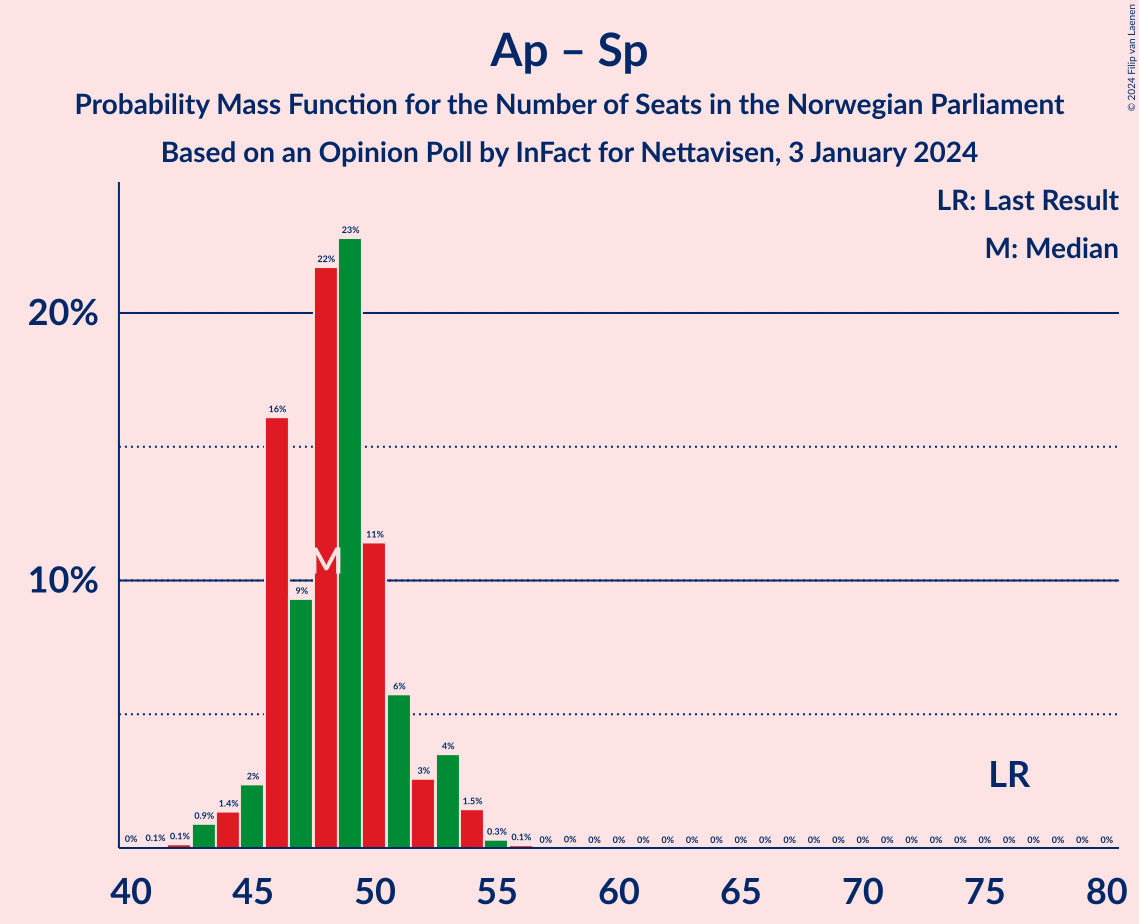 Ap – Sp
Probability Mass Function for the Number of Seats in the Norwegian Parliament
Based on an Opinion Poll by InFact for Nettavisen, 3 January 2024
© 2024 Filip van Laenen
LR: Last Result
M: Median
20%
10%
0% 0.1% 0.1% 0.9% 1.4% 2% 16% 9% 22% 23% 11% 6% 3% 4% 1.5% 0.3% 0.1% 0% 0% 0% 0% 0% 0% 0% 0% 0% 0% 0% 0% 0% 0% 0% 0% 0% 0% 0% 0% 0% 0% 0% 0%
M
LR
40 45 50 55 60 65 70 75 80